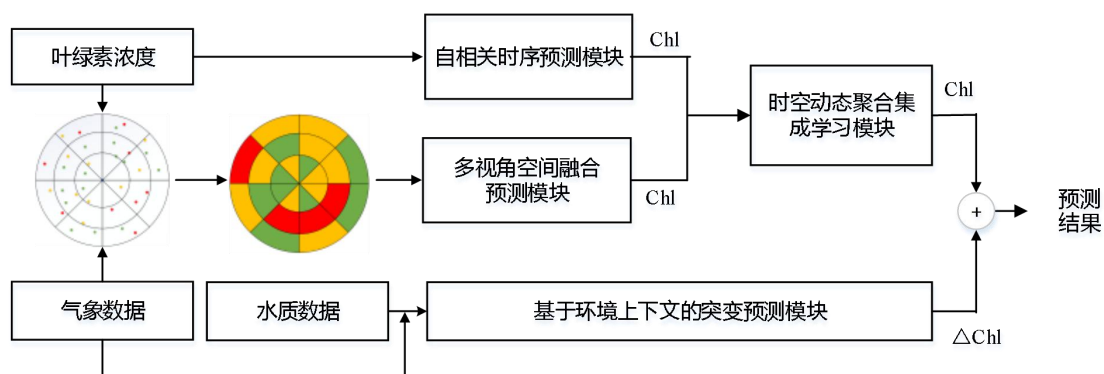 叶绿素浓度
自相关时序预测模块
Chl
时空动态聚合集
成学习模块
Chl
多视角空间融合
预测模块
Chl
+
预测
结果
气象数据
水质数据
基于环境上下文的突变预测模块
△Chl